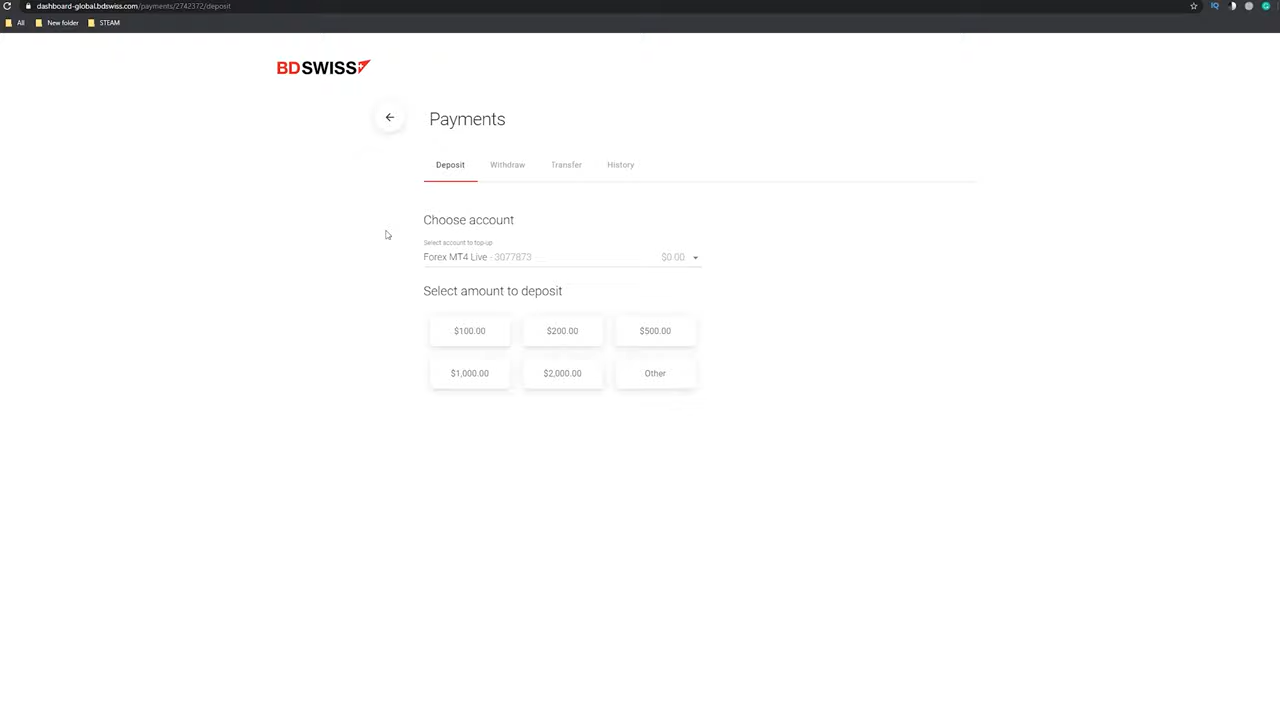 dashboard-global.bdswiss.com/payments/2742372/deposit
All New folder STEAM
BDSWISS
Payments
Deposit Withdraw Transfer History
Choose account
Select account to top-up
Forex MT4 Live - 3077873 $0.00
Select amount to deposit
$100.00 $200.00 $500.00
$1,000.00 $2,000.00 Other